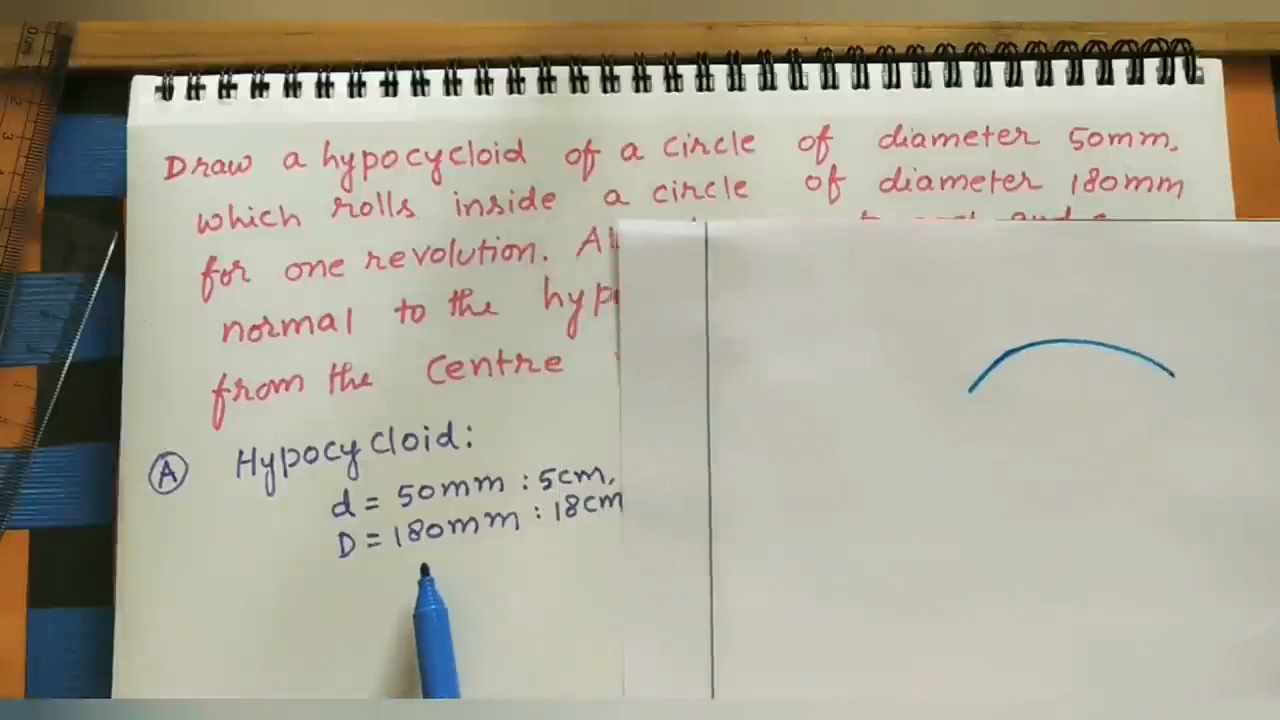 Draw a hypocycloid of a circle of diameter 50mm.
which rolls inside a circle of diameter 180mm
for one revolution.
normal to the
from the centre
A Hypocycloid:
d = 50mm : 5cm.
D = 180mm : 18cm